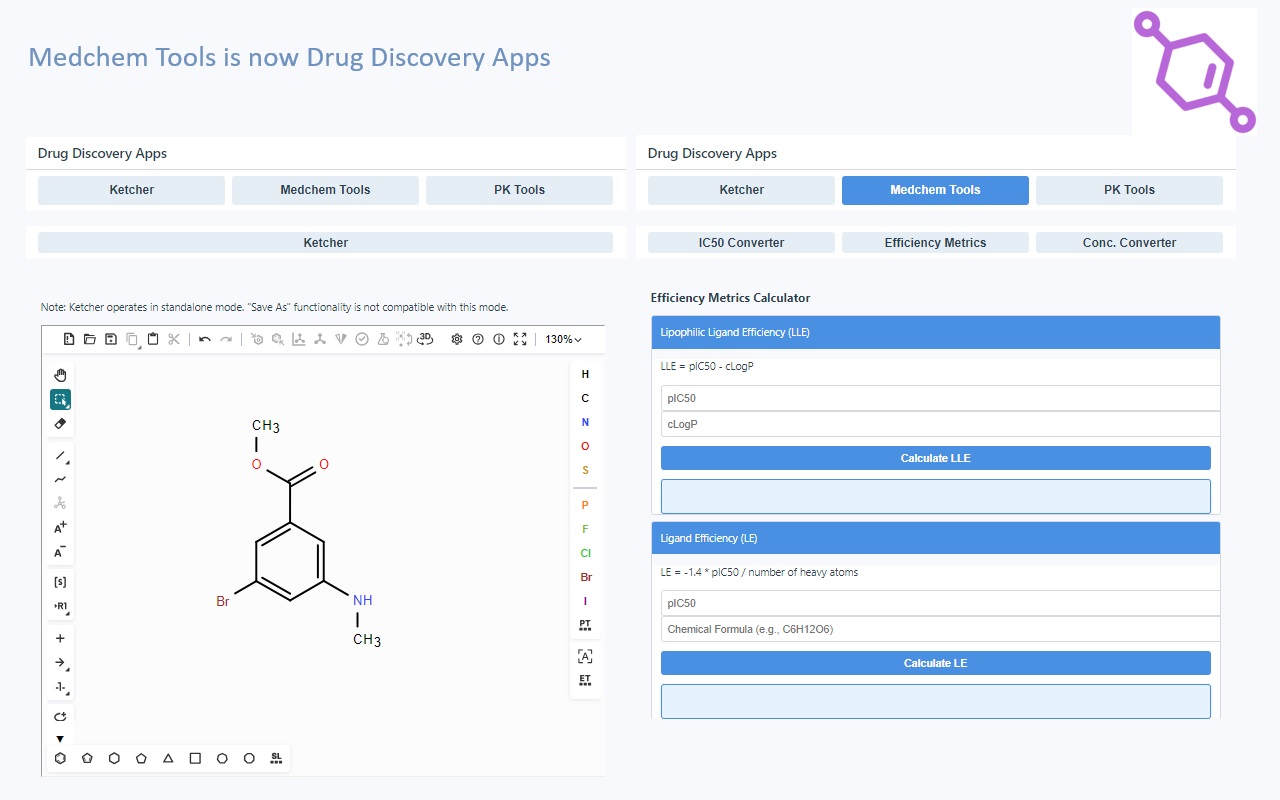 Medchem Tools is now Drug Discovery Apps
Drug Discovery Apps
Ketcher
Medchem Tools
PK Tools
Ketcher
Note: Ketcher operates in standalone mode. "Save As" functionality is not compatible with this mode.
3D
130%
H
C
N
O
S
P
F
Cl
Br
I
PT
[A]
ET
A+
A-
[s]
R1
CH3
O
O
Br
NH
CH3
SL
Drug Discovery Apps
Ketcher
Medchem Tools
PK Tools
IC50 Converter
Efficiency Metrics
Conc. Converter
Efficiency Metrics Calculator
Lipophilic Ligand Efficiency (LLE)
LLE = pIC50 - cLogP
pIC50
cLogP
Calculate LLE
Ligand Efficiency (LE)
LE = -1.4 * pIC50 / number of heavy atoms
pIC50
Chemical Formula (e.g., C6H12O6)
Calculate LE